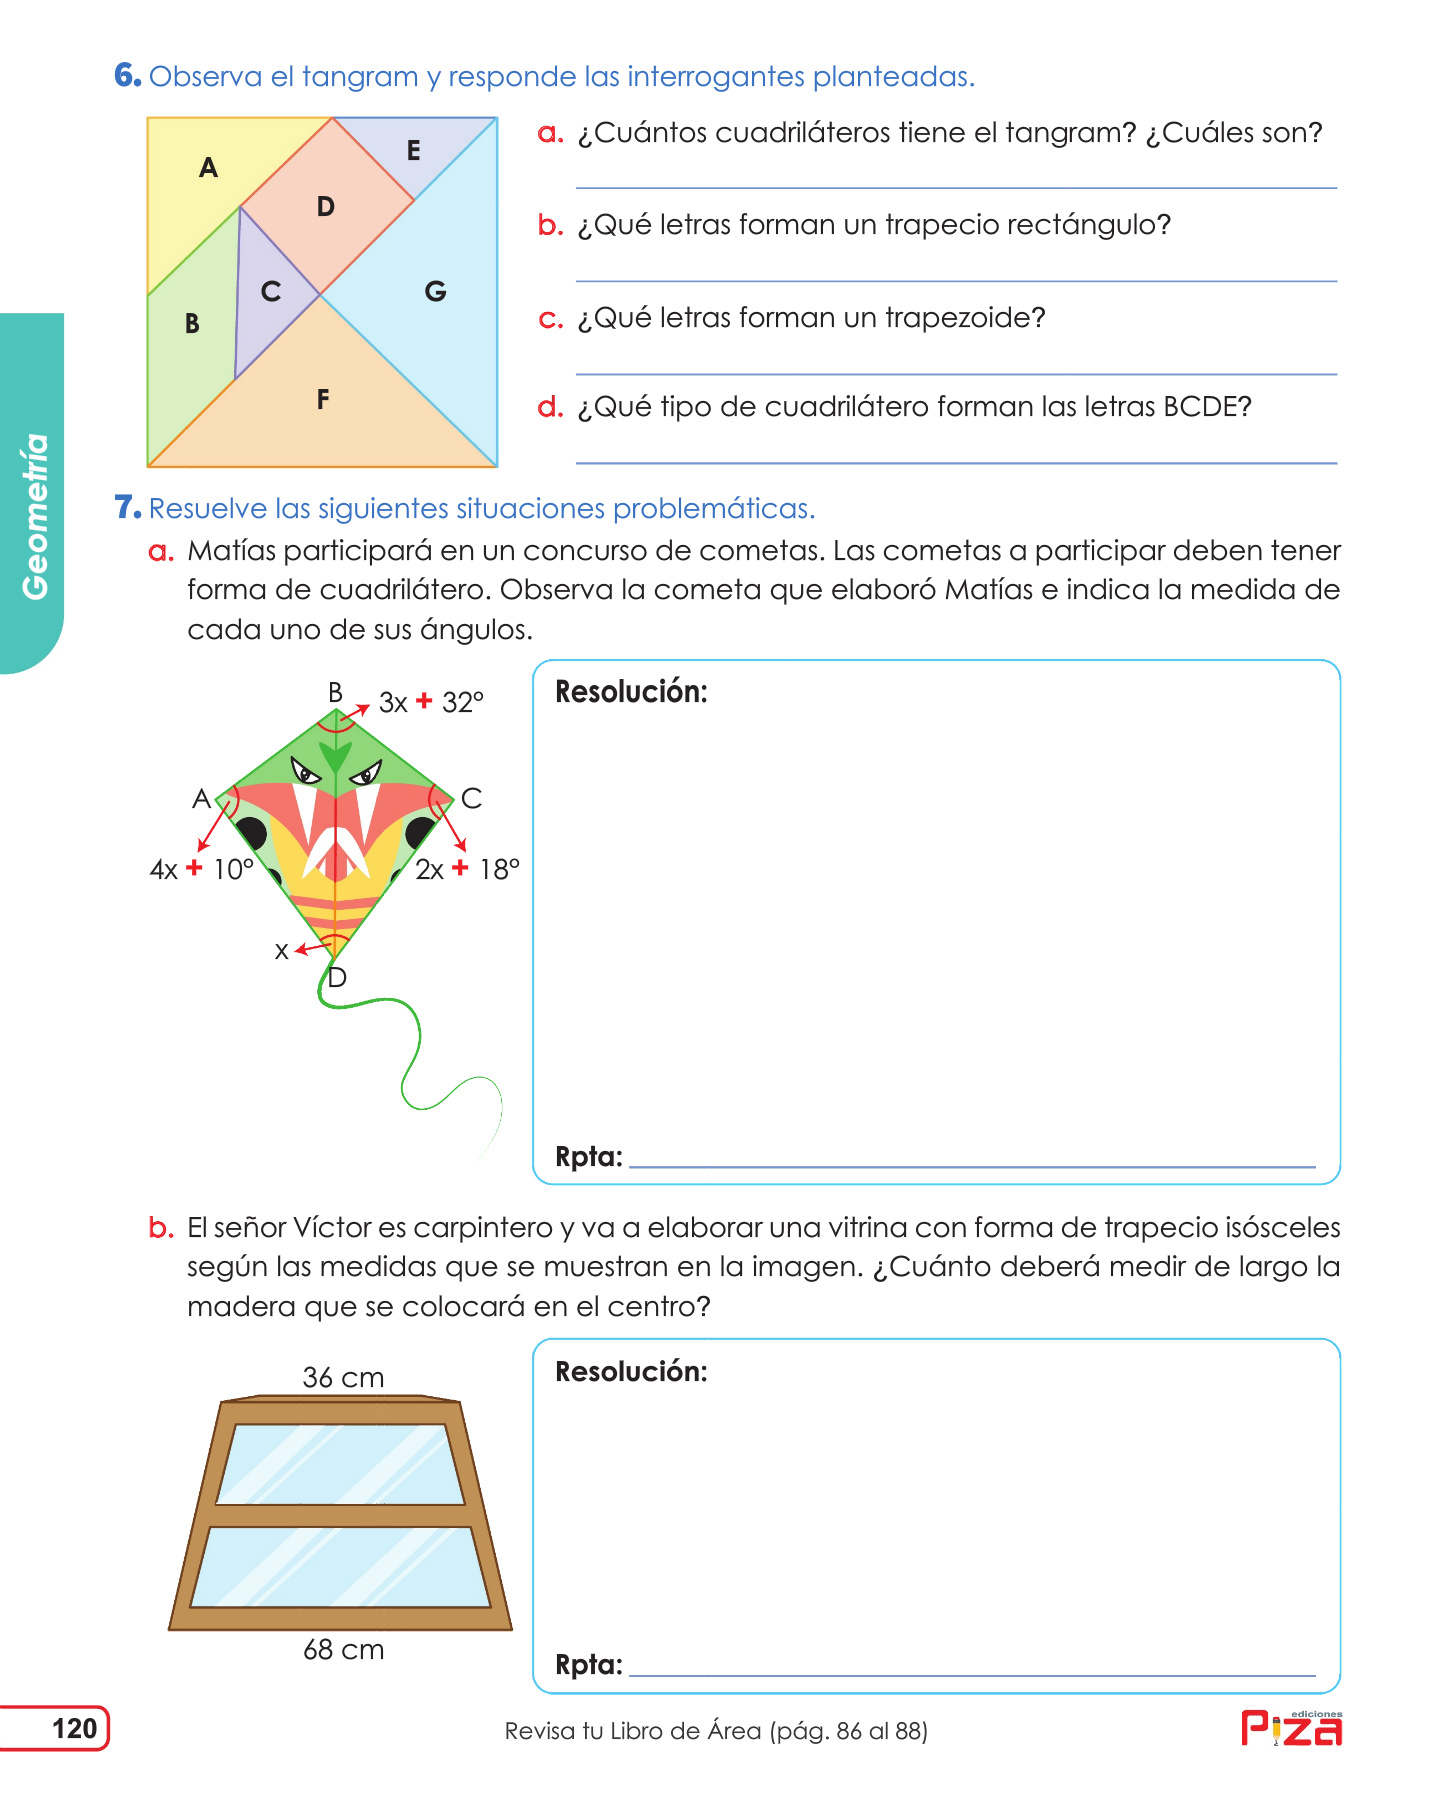 6. Observa el tangram y responde las interrogantes planteadas.
A
E
D
C
G
B
F
a. ¿Cuántos cuadriláteros tiene el tangram? ¿Cuáles son?
b. ¿Qué letras forman un trapecio rectángulo?
c. ¿Qué letras forman un trapezoide?
d. ¿Qué tipo de cuadrilátero forman las letras BCDE?
Geometría
7. Resuelve las siguientes situaciones problemáticas.
a. Matías participará en un concurso de cometas. Las cometas a participar deben tener
forma de cuadrilátero. Observa la cometa que elaboró Matías e indica la medida de
cada uno de sus ángulos.
B
3x + 32°
A
C
4x + 10°
2x + 18°
x
D
Resolución:
Rpta:
b. El señor Víctor es carpintero y va a elaborar una vitrina con forma de trapecio isósceles
según las medidas que se muestran en la imagen. ¿Cuánto deberá medir de largo la
madera que se colocará en el centro?
36 cm
68 cm
Resolución:
Rpta:
120
Revisa tu Libro de Área (pág. 86 al 88)
ediciones
Piza